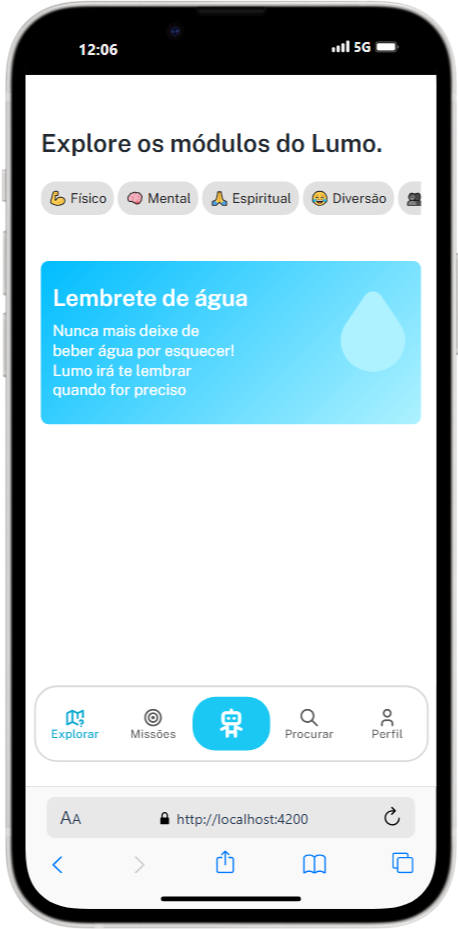 12:06
5G
Explore os módulos do Lumo.
Físico
Mental
Espiritual
Diversão
Lembrete de água
Nunca mais deixe de
beber água por esquecer!
Lumo irá te lembrar
quando for preciso
Explorar
Missões
Procurar
Perfil
AA
http://localhost:4200